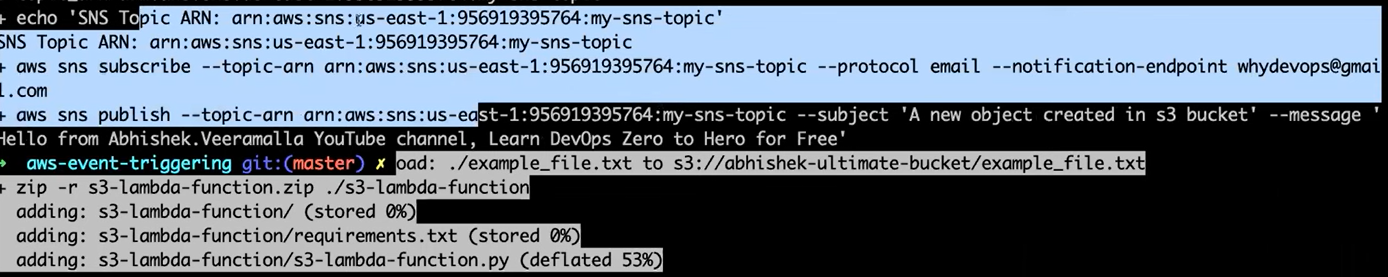 + echo 'SNS Topic ARN: arn:aws:sns:us-east-1:956919395764:my-sns-topic'
SNS Topic ARN: arn:aws:sns:us-east-1:956919395764:my-sns-topic
+ aws sns subscribe --topic-arn arn:aws:sns:us-east-1:956919395764:my-sns-topic --protocol email --notification-endpoint whydevops@gmai
l.com
+ aws sns publish --topic-arn arn:aws:sns:us-east-1:956919395764:my-sns-topic --subject 'A new object created in s3 bucket' --message '
Hello from Abhishek.Veeramalla YouTube channel, Learn DevOps Zero to Hero for Free'
→ aws-event-triggering git:(master) ✗ oad: ./example_file.txt to s3://abhishek-ultimate-bucket/example_file.txt
+ zip -r s3-lambda-function.zip ./s3-lambda-function
adding: s3-lambda-function/ (stored 0%)
adding: s3-lambda-function/requirements.txt (stored 0%)
adding: s3-lambda-function/s3-lambda-function.py (deflated 53%)